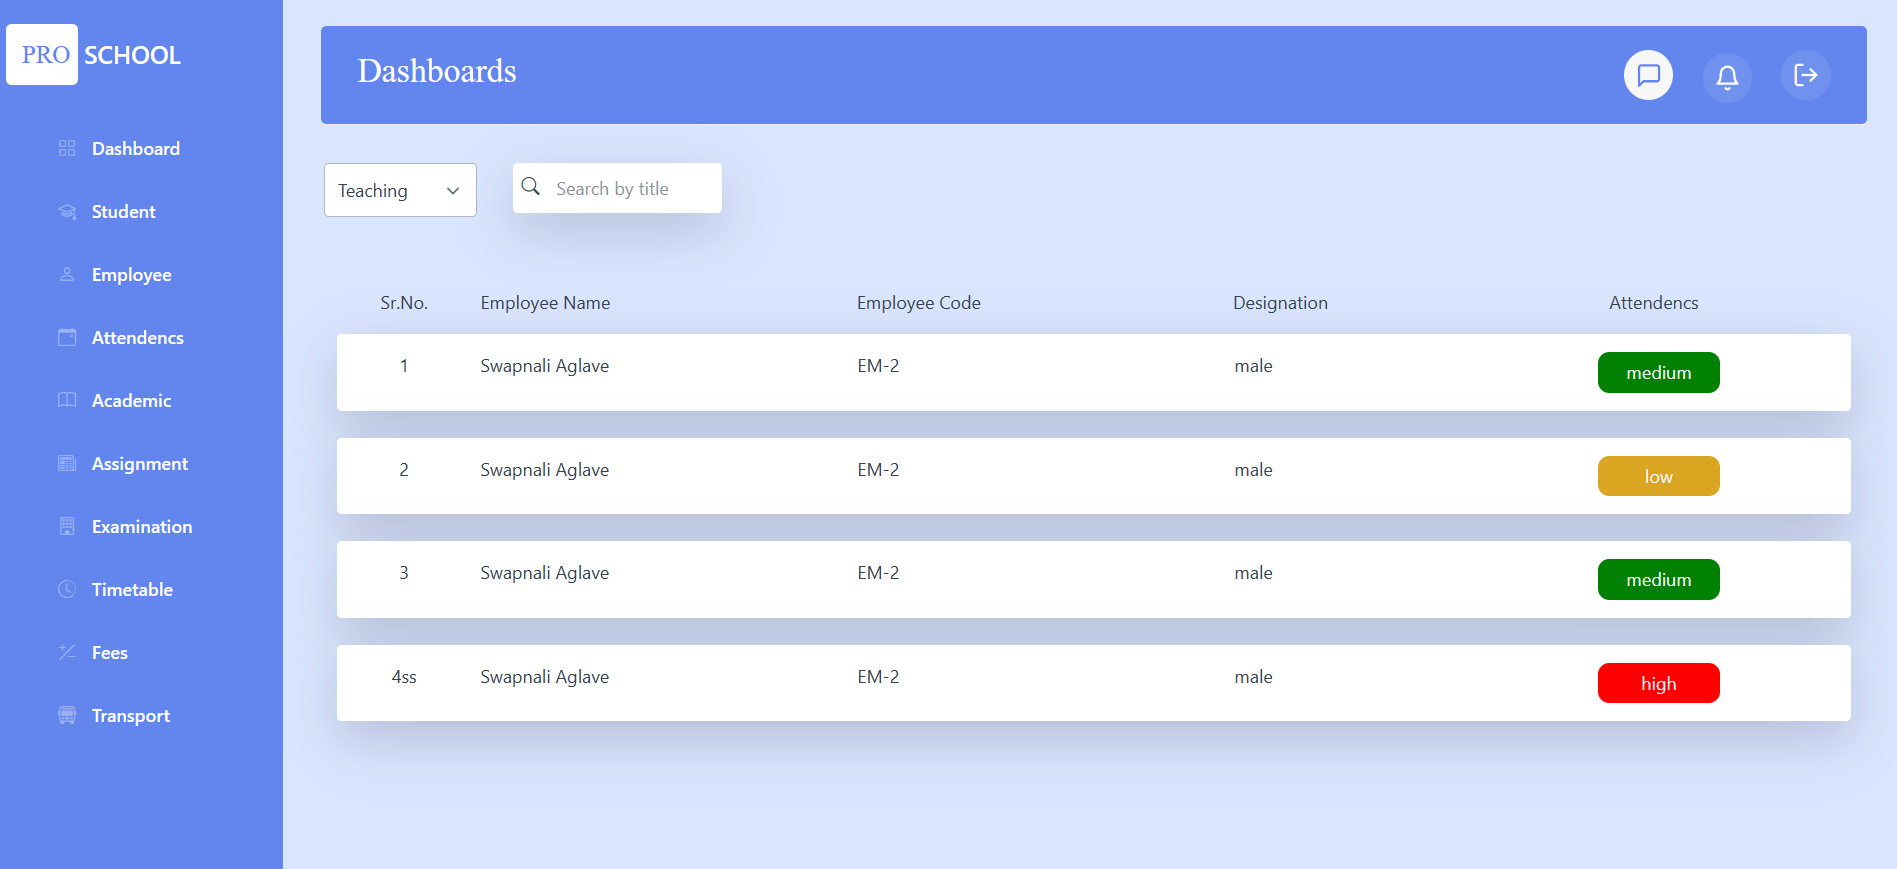 PRO SCHOOL
Dashboard
Student
Employee
Attendencs
Academic
Assignment
Examination
Timetable
Fees
Transport
Dashboards
Teaching
Search by title
Sr.No. Employee Name Employee Code Designation Attendencs
1 Swapnali Aglave EM-2 male medium
2 Swapnali Aglave EM-2 male low
3 Swapnali Aglave EM-2 male medium
4ss Swapnali Aglave EM-2 male high